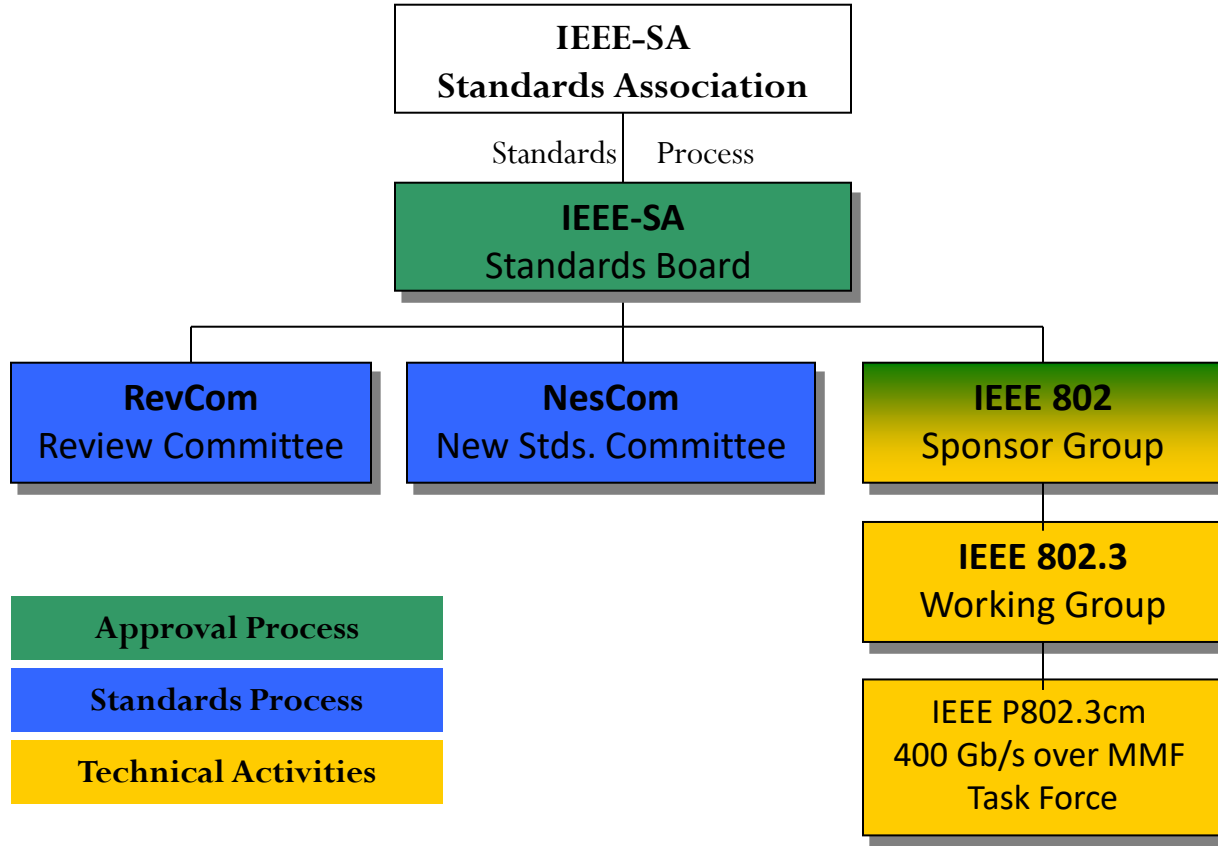 IEEE-SA
Standards Association
Standards Process
IEEE-SA
Standards Board
RevCom
Review Committee
NesCom
New Stds. Committee
IEEE 802
Sponsor Group
IEEE 802.3
Working Group
IEEE P802.3cm
400 Gb/s over MMF
Task Force
Approval Process
Standards Process
Technical Activities